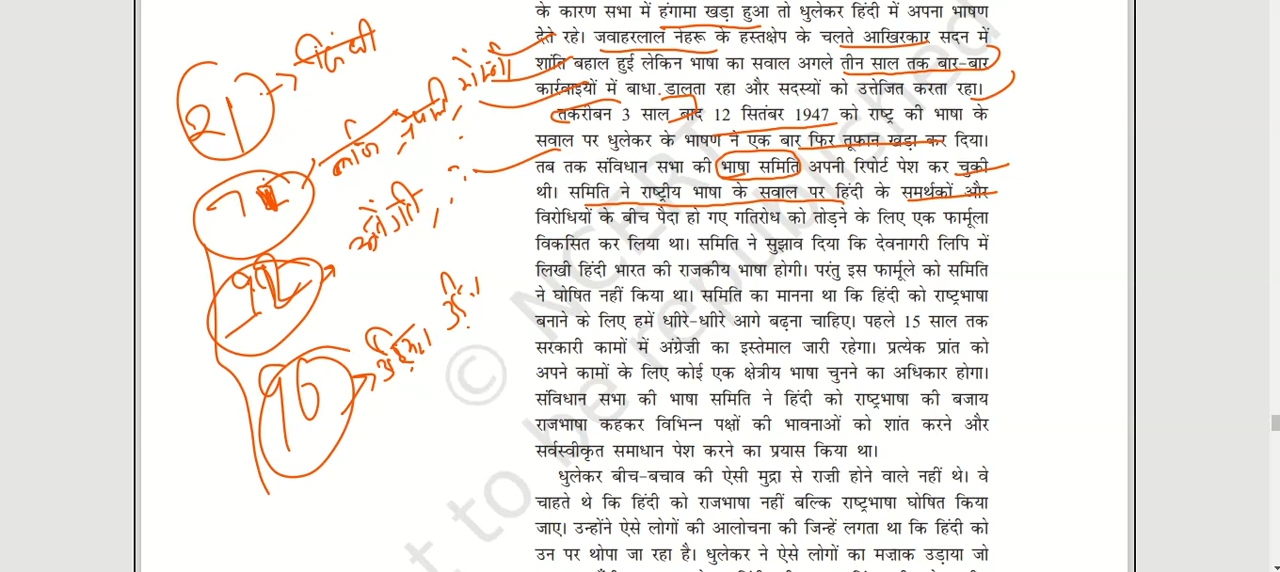 के कारण सभा में हंगामा खड़ा हुआ तो धुलेकर हिंदी में अपना भाषण
देते रहे। जवाहरलाल नेहरू के हस्तक्षेप के चलते आखिरकार सदन में
शांति बहाल हुई लेकिन भाषा का सवाल अगले तीन साल तक बार-बार
कार्रवाइयों में बाधा डालता रहा और सदस्यों को उत्तेजित करता रहा।
तकरीबन 3 साल बाद 12 सितंबर 1947 को राष्ट्र की भाषा के
सवाल पर धुलेकर के भाषण ने एक बार फिर तूफान खड़ा कर दिया।
तब तक संविधान सभा की भाषा समिति अपनी रिपोर्ट पेश कर चुकी
थी। समिति ने राष्ट्रीय भाषा के सवाल पर हिंदी के समर्थकों और
विरोधियों के बीच पैदा हो गए गतिरोध को तोड़ने के लिए एक फार्मूला
विकसित कर लिया था। समिति ने सुझाव दिया कि देवनागरी लिपि में
लिखी हिंदी भारत की राजकीय भाषा होगी। परंतु इस फार्मूले को समिति
ने घोषित नहीं किया था। समिति का मानना था कि हिंदी को राष्ट्रभाषा
बनाने के लिए हमें धीरे-धीरे आगे बढ़ना चाहिए। पहले 15 साल तक
सरकारी कामों में अंग्रेजी का इस्तेमाल जारी रहेगा। प्रत्येक प्रांत को
अपने कामों के लिए कोई एक क्षेत्रीय भाषा चुनने का अधिकार होगा।
संविधान सभा की भाषा समिति ने हिंदी को राष्ट्रभाषा की बजाय
राजभाषा कहकर विभिन्न पक्षों की भावनाओं को शांत करने और
सर्वस्वीकृत समाधान पेश करने का प्रयास किया था।
धुलेकर बीच-बचाव की ऐसी मुद्रा से राज़ी होने वाले नहीं थे। वे
चाहते थे कि हिंदी को राजभाषा नहीं बल्कि राष्ट्रभाषा घोषित किया
जाए। उन्होंने ऐसे लोगों की आलोचना की जिन्हें लगता था कि हिंदी को
उन पर थोपा जा रहा है। धुलेकर ने ऐसे लोगों का मज़ाक उड़ाया जो
21
96
© NCERT
not to be republished